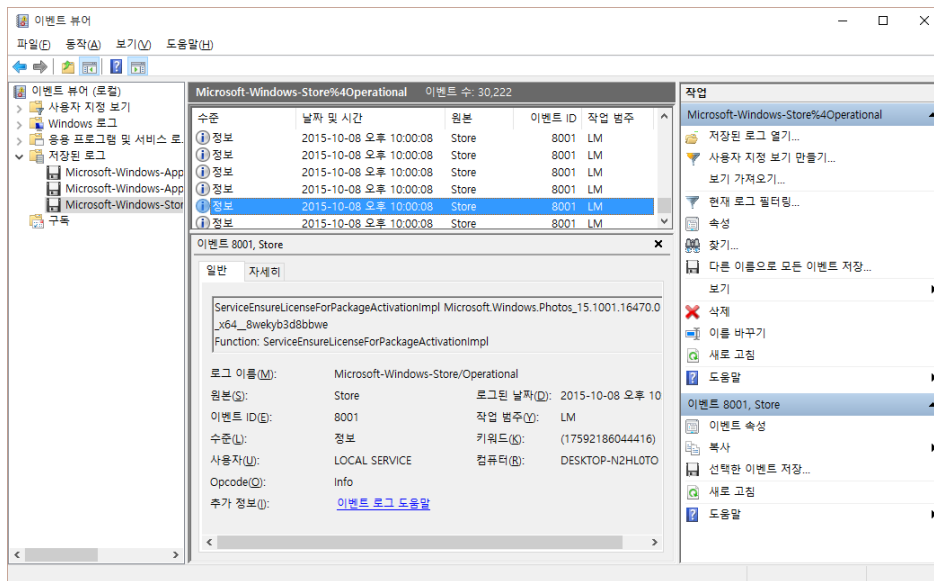 이벤트 뷰어
파일(F) 동작(A) 보기(V) 도움말(H)
이벤트 뷰어 (로컬)
사용자 지정 보기
Windows 로그
응용 프로그램 및 서비스 로
저장된 로그
Microsoft-Windows-App
Microsoft-Windows-App
Microsoft-Windows-Stor
구독
Microsoft-Windows-Store%4Operational 이벤트 수: 30,222
수준 날짜 및 시간 원본 이벤트 ID 작업 범주
정보 2015-10-08 오후 10:00:08 Store 8001 LM
정보 2015-10-08 오후 10:00:08 Store 8001 LM
정보 2015-10-08 오후 10:00:08 Store 8001 LM
정보 2015-10-08 오후 10:00:08 Store 8001 LM
정보 2015-10-08 오후 10:00:08 Store 8001 LM
정보 2015-10-08 오후 10:00:08 Store 8001 LM
이벤트 8001, Store
일반 자세히
ServiceEnsureLicenseForPackageActivationImpl Microsoft.Windows.Photos_15.1001.16470.0
_x64__8wekyb3d8bbwe
Function: ServiceEnsureLicenseForPackageActivationImpl
로그 이름(M): Microsoft-Windows-Store/Operational
원본(S): Store 로그된 날짜(D): 2015-10-08 오후 10
이벤트 ID(E): 8001 작업 범주(Y): LM
수준(L): 정보 키워드(K): (17592186044416)
사용자(U): LOCAL SERVICE 컴퓨터(R): DESKTOP-N2HL0TO
Opcode(O): Info
추가 정보(I): 이벤트 로그 도움말
작업
Microsoft-Windows-Store%4Operational
저장된 로그 열기...
사용자 지정 보기 만들기...
보기 가져오기...
현재 로그 필터링...
속성
찾기...
다른 이름으로 모든 이벤트 저장...
보기
삭제
이름 바꾸기
새로 고침
도움말
이벤트 8001, Store
이벤트 속성
복사
선택한 이벤트 저장...
새로 고침
도움말